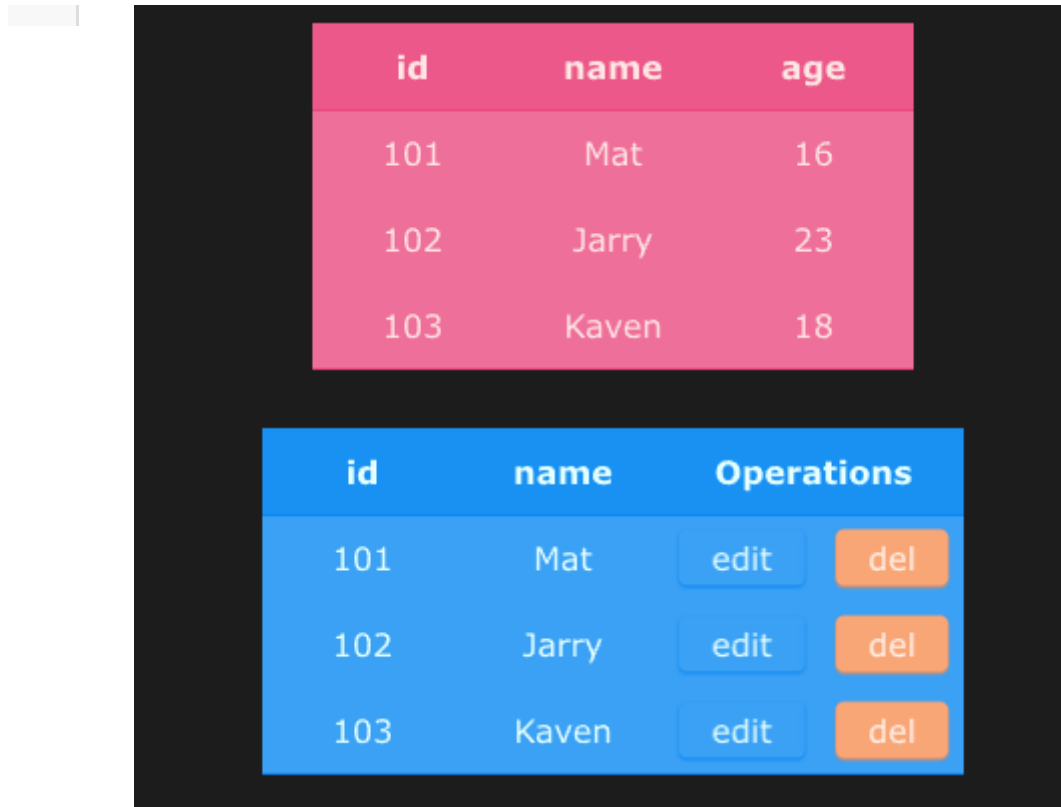 id name age
101 Mat 16
102 Jarry 23
103 Kaven 18
id name Operations
101 Mat edit del
102 Jarry edit del
103 Kaven edit del